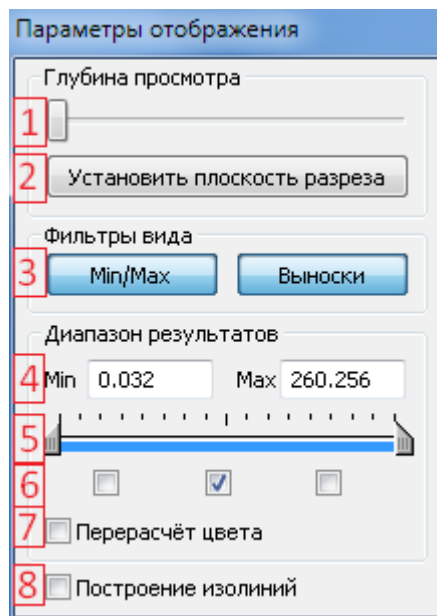 Параметры отображения
Глубина просмотра
1
2 Установить плоскость разреза
Фильтры вида
3 Min/Max Выноски
Диапазон результатов
4 Min 0.032 Max 260.256
5
6
7 Перерасчёт цвета
8 Построение изолиний